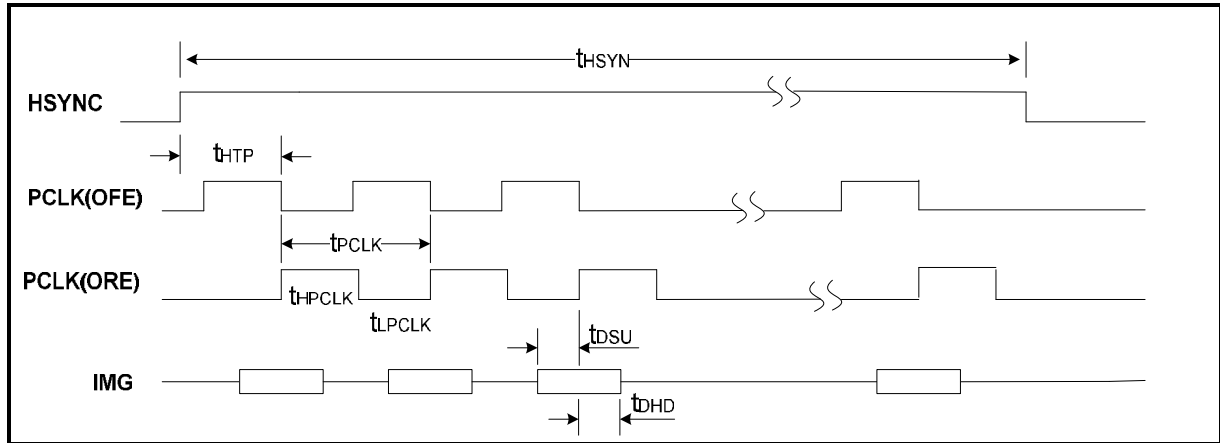 tHSYN
HSYNC
tHTP
PCLK(OFE)
tPCLK
PCLK(ORE)
tHPCLK
tLPCLK
tDSU
IMG
tDHD